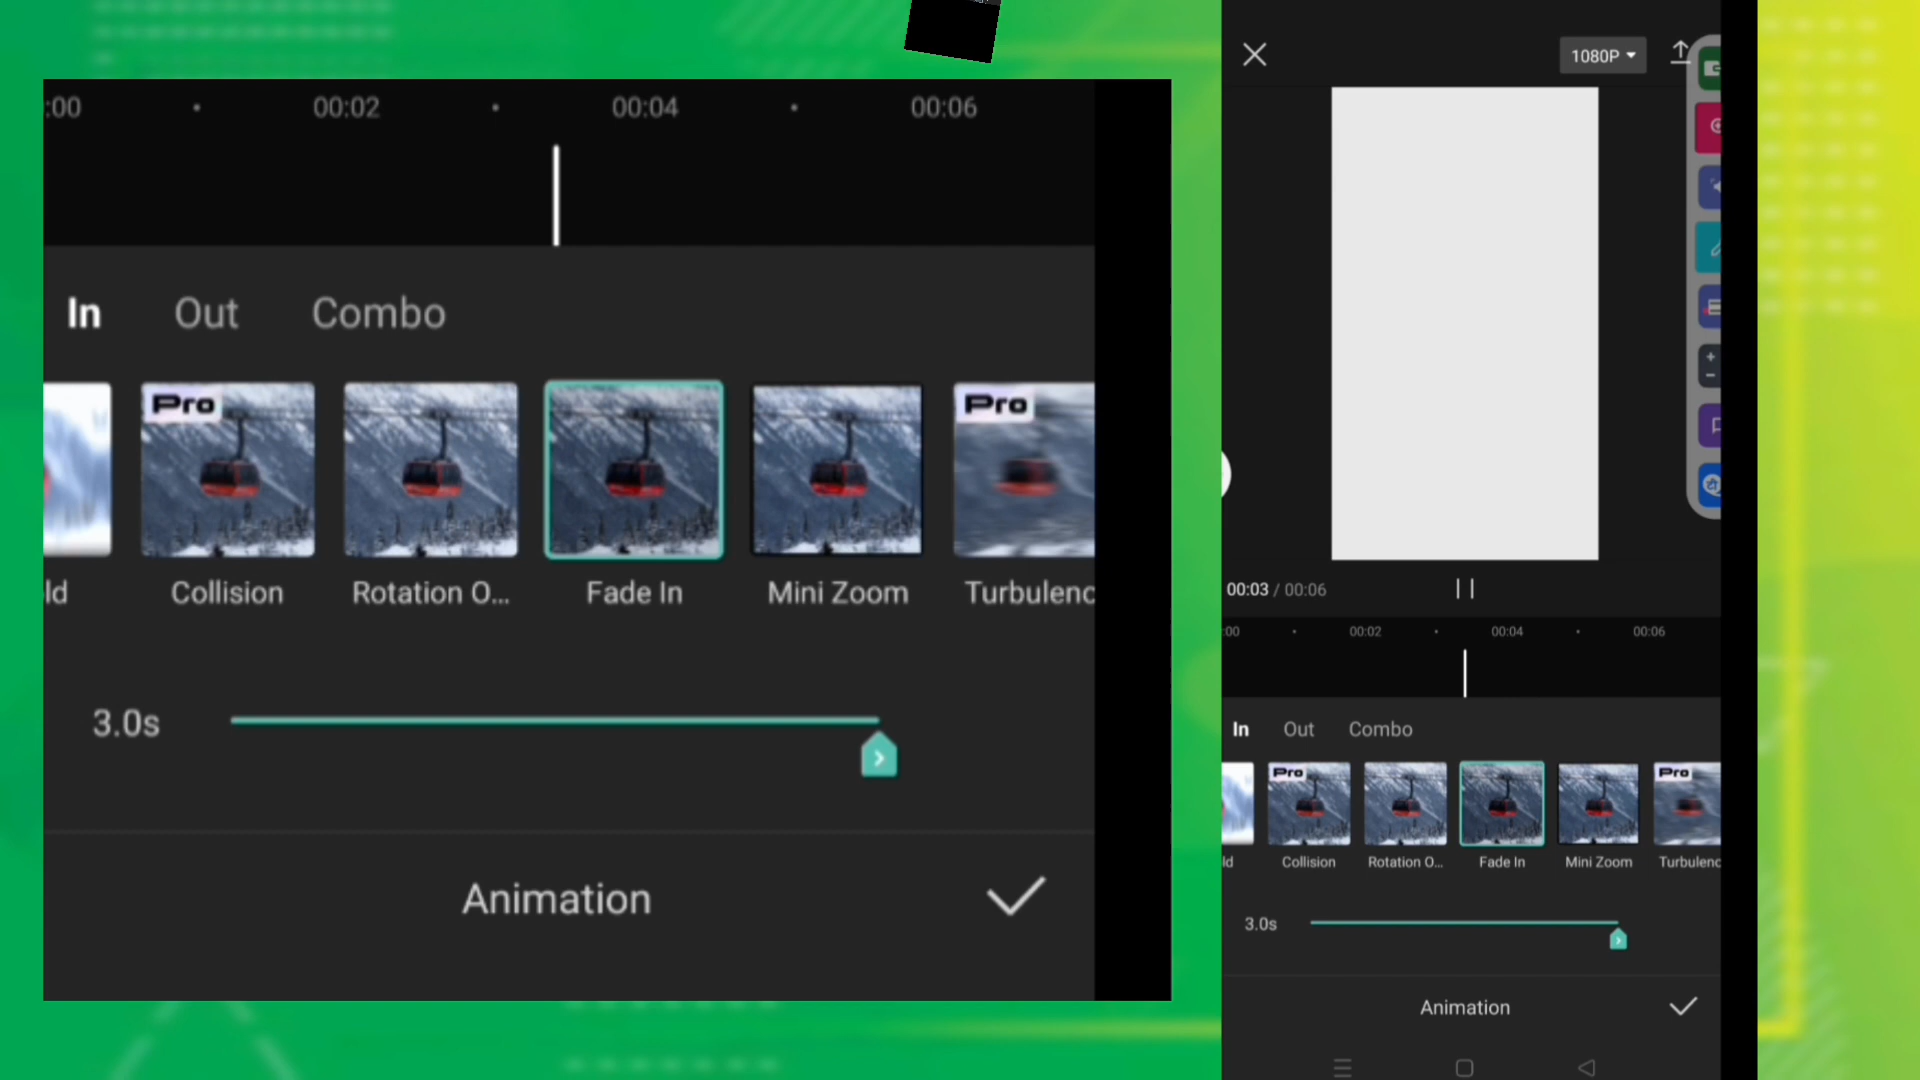 :00 00:02 00:04 00:06
In Out Combo
Pro Pro
ld Collision Rotation O... Fade In Mini Zoom Turbulenc
3.0s
Animation
1080P
00:03 / 00:06
:00 00:02 00:04 00:06
In Out Combo
Pro Pro
ld Collision Rotation O... Fade In Mini Zoom Turbulenc
3.0s
Animation